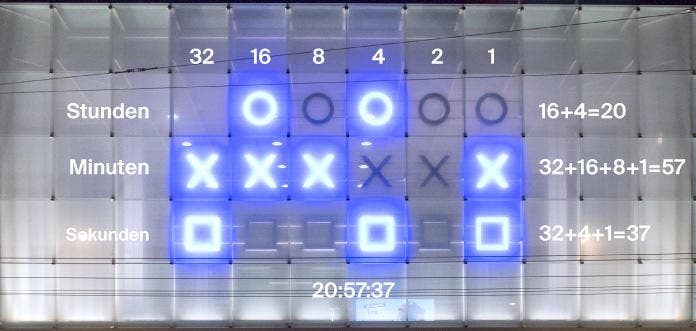 32 16 8 4 2 1
Stunden 16+4=20
Minuten 32+16+8+1=57
Sekunden 32+4+1=37
20:57:37